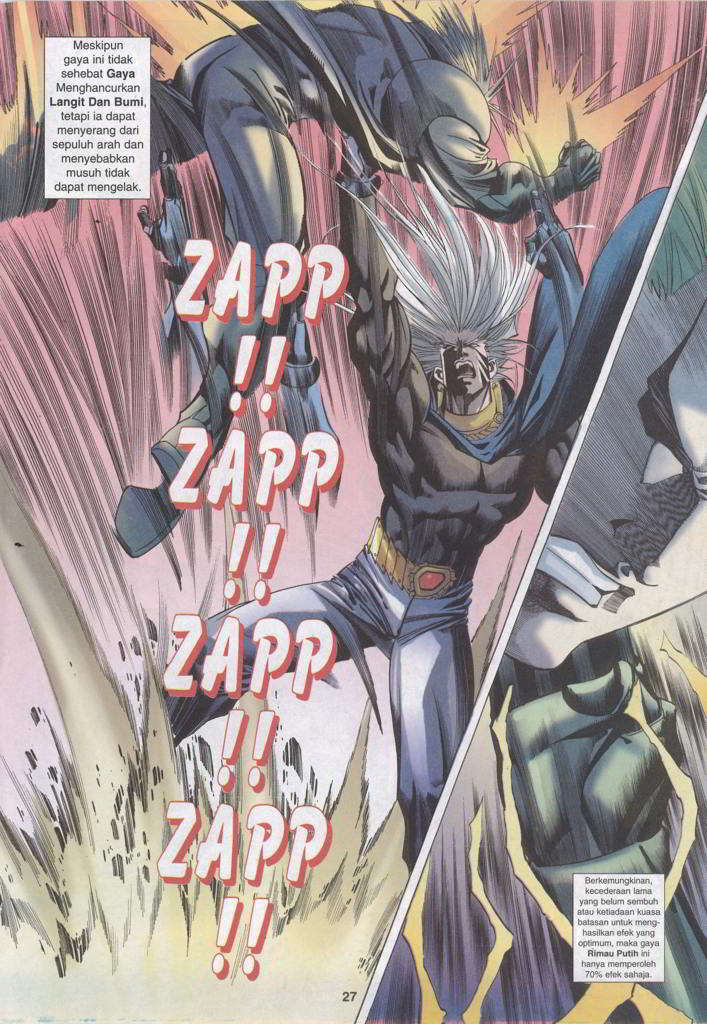 Meskipun
gaya ini tidak
sehebat Gaya
Menghancurkan
Langit Dan Bumi,
tetapi ia dapat
menyerang dari
sepuluh arah dan
menyebabkan
musuh tidak
dapat mengelak.
ZAPP
!!
ZAPP
!!
ZAPP
!!
ZAPP
!!
Berkemungkinan,
kecederaan lama
yang belum sembuh
atau ketiadaan kuasa
batasan untuk meng-
hasilkan efek yang
optimum, maka gaya
Rimau Putih ini
hanya memperoleh
70% efek sahaja.
27